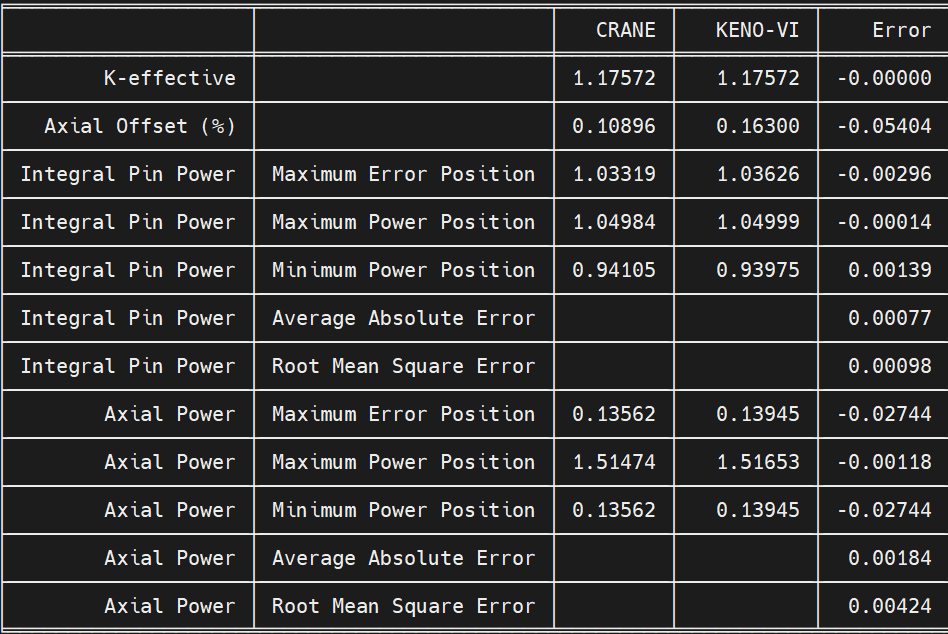 CRANE KENO-VI Error
K-effective 1.17572 1.17572 -0.00000
Axial Offset (%) 0.10896 0.16300 -0.05404
Integral Pin Power Maximum Error Position 1.03319 1.03626 -0.00296
Integral Pin Power Maximum Power Position 1.04984 1.04999 -0.00014
Integral Pin Power Minimum Power Position 0.94105 0.93975 0.00139
Integral Pin Power Average Absolute Error 0.00077
Integral Pin Power Root Mean Square Error 0.00098
Axial Power Maximum Error Position 0.13562 0.13945 -0.02744
Axial Power Maximum Power Position 1.51474 1.51653 -0.00118
Axial Power Minimum Power Position 0.13562 0.13945 -0.02744
Axial Power Average Absolute Error 0.00184
Axial Power Root Mean Square Error 0.00424